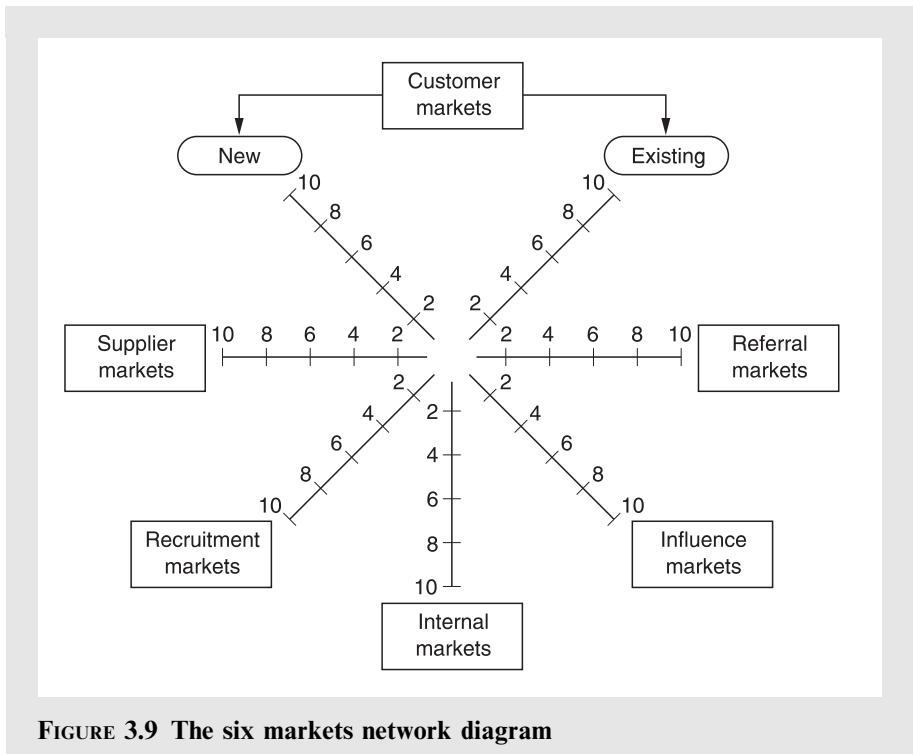 Customer
markets
New
Existing
10
8
6
4
2
10
8
6
4
2
Supplier
markets
10 8 6 4 2
2 4 6 8 10
Referral
markets
2
4
6
8
10
Recruitment
markets
2
4
6
8
10
2
4
6
8
10
Influence
markets
Internal
markets
FIGURE 3.9 The six markets network diagram